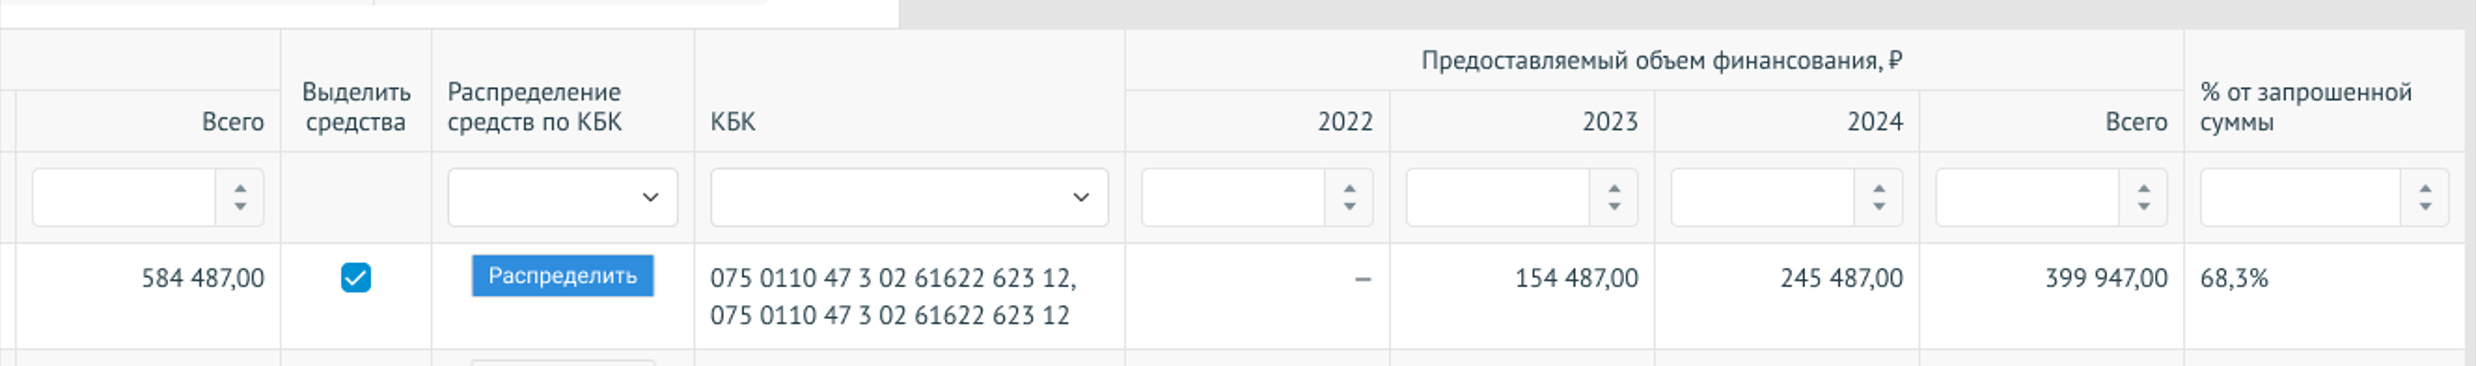 Предоставляемый объем финансования, ₽
Всего
Выделить
средства
Распределение
средств по КБК
КБК
2022
2023
2024
Всего
% от запрошенной
суммы
584 487,00
Распределить
075 0110 47 3 02 61622 623 12,
075 0110 47 3 02 61622 623 12
—
154 487,00
245 487,00
399 947,00
68,3%